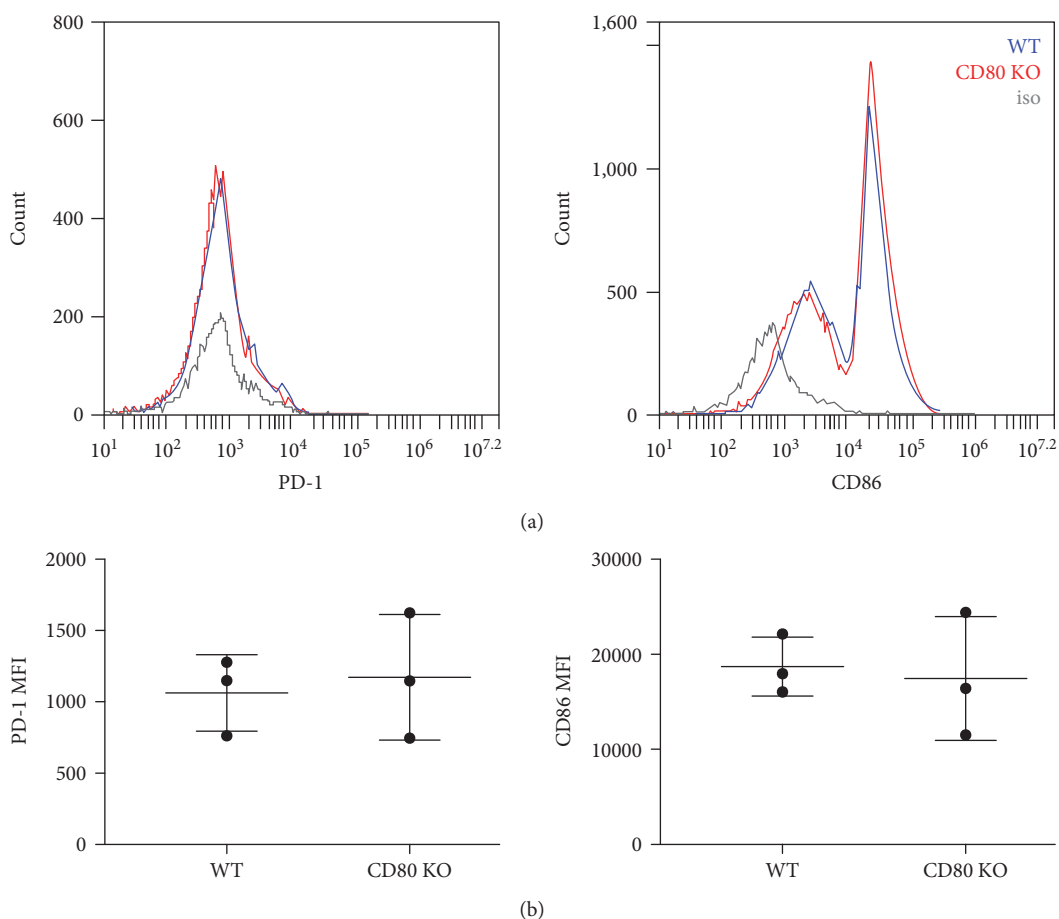 800
600
400
200
0
Count
10^1 10^2 10^3 10^4 10^5 10^6 10^7.2
PD-1
1,600
1,000
500
0
Count
WT
CD80 KO
iso
10^1 10^2 10^3 10^4 10^5 10^6 10^7.2
CD86
(a)
2000
1500
1000
500
0
PD-1 MFI
WT CD80 KO
30000
20000
10000
0
CD86 MFI
WT CD80 KO
(b)